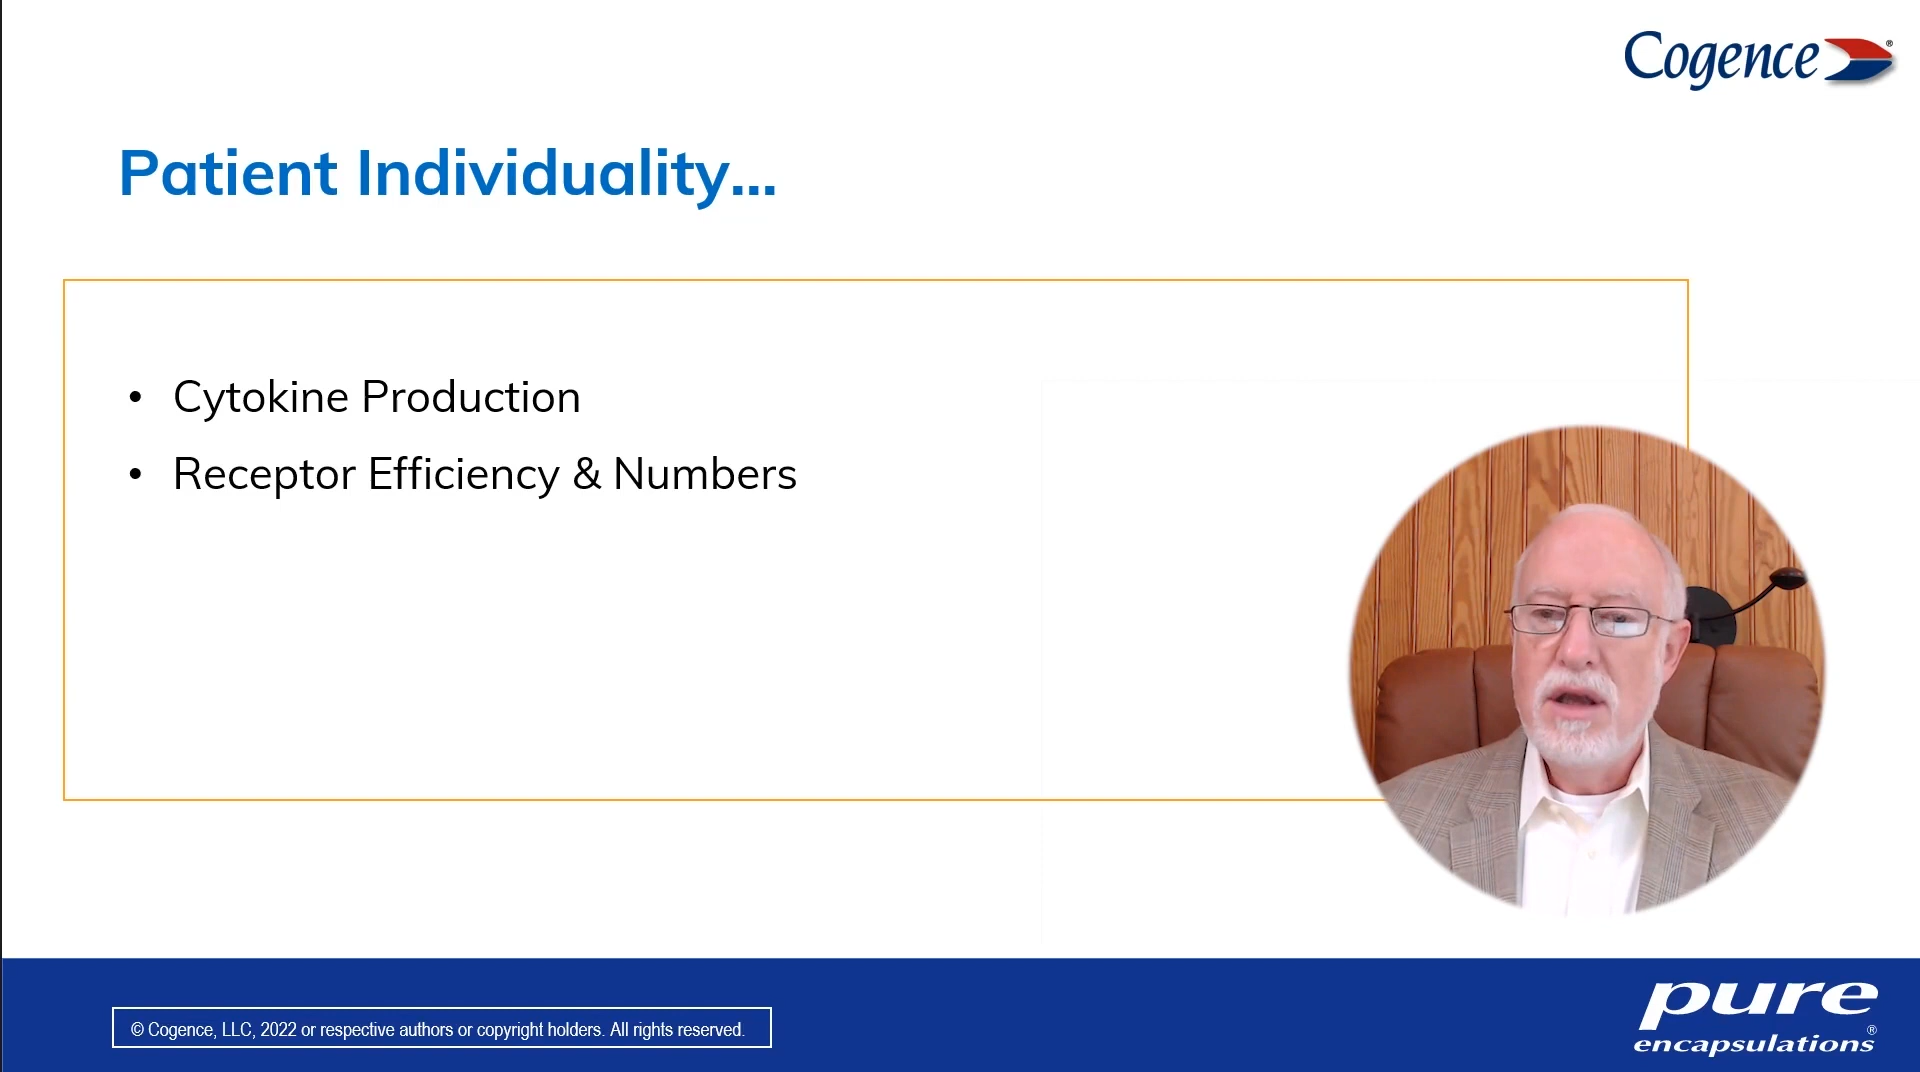 Cogence®
Patient Individuality...
• Cytokine Production
• Receptor Efficiency & Numbers
© Cogence, LLC, 2022 or respective authors or copyright holders. All rights reserved.
pure
encapsulations®